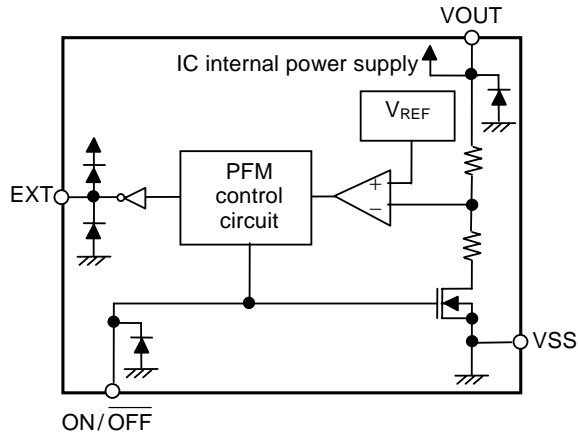 VOUT
IC internal power supply
VREF
PFM
control
circuit
+
−
EXT
VSS
ON/OFF